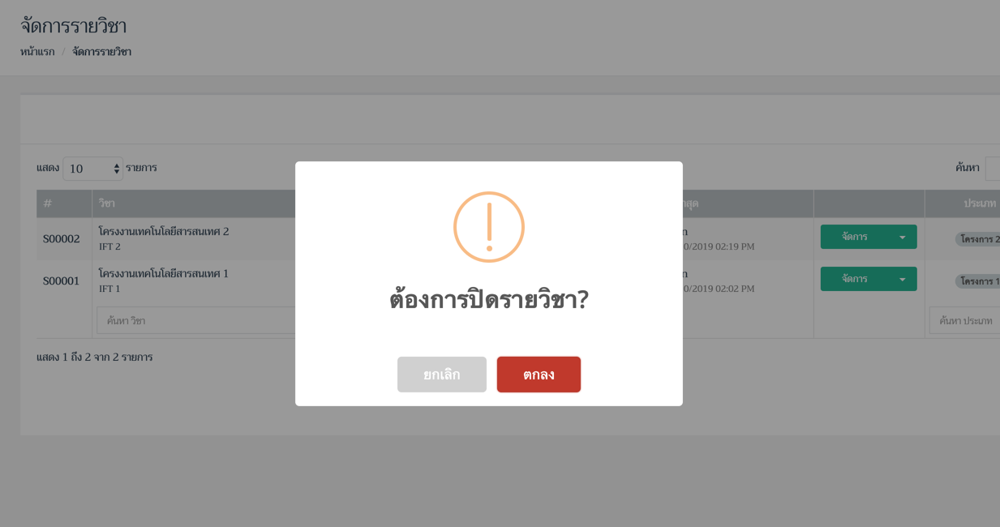 จัดการรายวิชา
หน้าแรก / จัดการรายวิชา
แสดง 10 รายการ
ค้นหา
# วิชา ประเภท
S00002 โครงงานเทคโนโลยีสารสนเทศ 2 จัดการ โครงการ 2
IFT 2 0/2019 02:19 PM
S00001 โครงงานเทคโนโลยีสารสนเทศ 1 จัดการ โครงการ 1
IFT 1 0/2019 02:02 PM
ค้นหา วิชา ค้นหา ประเภท
แสดง 1 ถึง 2 จาก 2 รายการ
ต้องการปิดรายวิชา?
ยกเลิก ตกลง